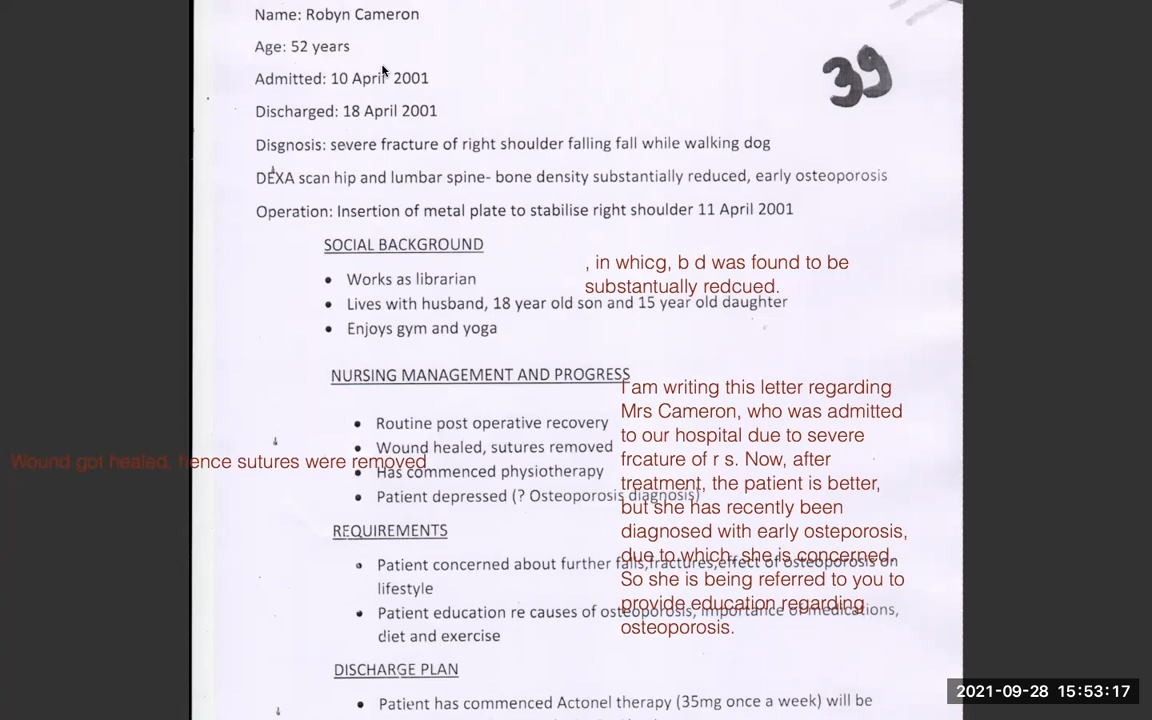 Name: Robyn Cameron
Age: 52 years
39
Admitted: 10 April 2001
Discharged: 18 April 2001
Disgnosis: severe fracture of right shoulder falling fall while walking dog
DEXA scan hip and lumbar spine- bone density substantially reduced, early osteoporosis
Operation: Insertion of metal plate to stabilise right shoulder 11 April 2001
SOCIAL BACKGROUND
, in whicg, b d was found to be
substantually redcued.
• Works as librarian
• Lives with husband, 18 year old son and 15 year old daughter
• Enjoys gym and yoga
NURSING MANAGEMENT AND PROGRESS
• Routine post operative recovery
• Wound healed, sutures removed
• Has commenced physiotherapy
• Patient depressed (? Osteoporosis diagnosis)
Wound got healed, hence sutures were removed
I am writing this letter regarding
Mrs Cameron, who was admitted
to our hospital due to severe
frcature of r s. Now, after
treatment, the patient is better,
but she has recently been
diagnosed with early osteporosis,
due to which, she is concerned.
So she is being referred to you to
provide education regarding
osteoporosis.
REQUIREMENTS
• Patient concerned about further falls,fractures,effect of osteoporosis on
lifestyle
• Patient education re causes of osteoporosis, importance of medications,
diet and exercise
DISCHARGE PLAN
• Patient has commenced Actonel therapy (35mg once a week) will be
2021-09-28 15:53:17